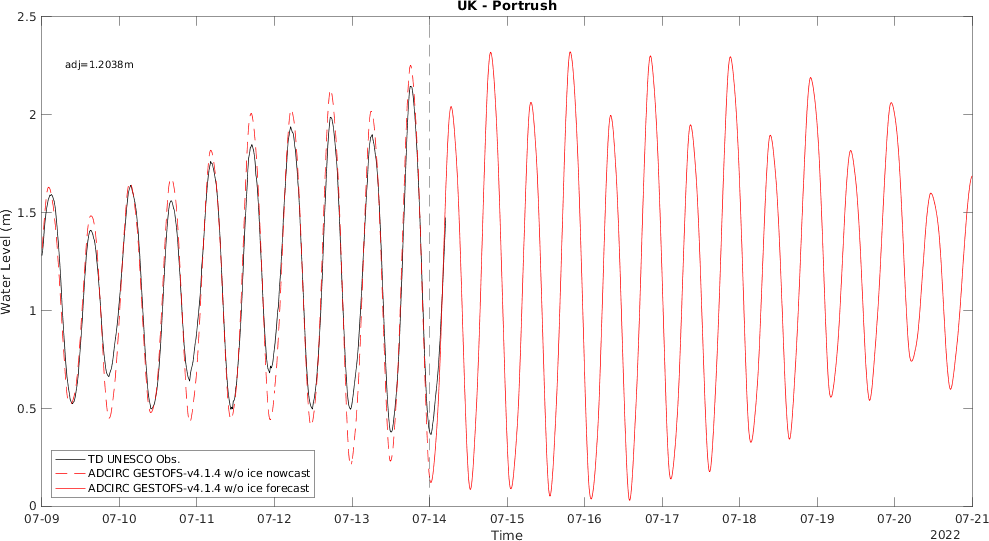 UK - Portrush
adj=1.2038m
Water Level (m)
2.5
2
1.5
1
0.5
0
TD UNESCO Obs.
ADCIRC GESTOFS-v4.1.4 w/o ice nowcast
ADCIRC GESTOFS-v4.1.4 w/o ice forecast
07-09 07-10 07-11 07-12 07-13 07-14 07-15 07-16 07-17 07-18 07-19 07-20 07-21
Time
2022